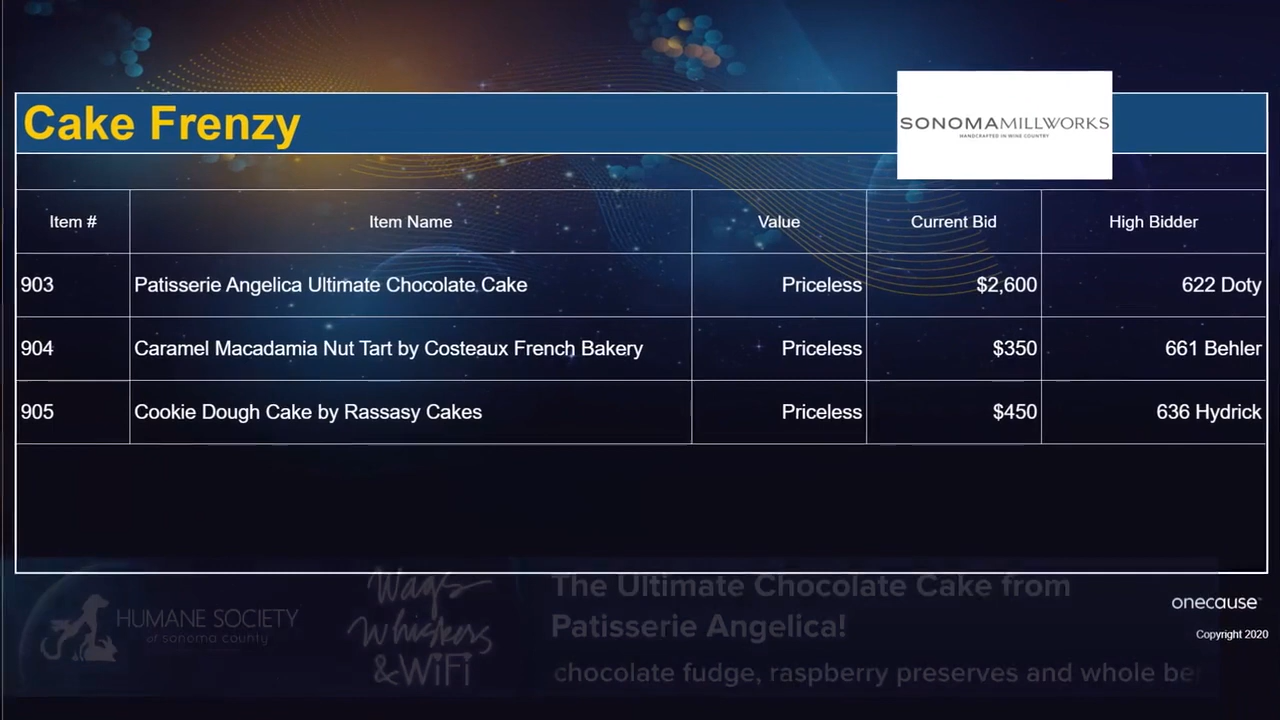 Cake Frenzy
SONOMAMILLWORKS
HANDCRAFTED IN WINE COUNTRY
Item # Item Name Value Current Bid High Bidder
903 Patisserie Angelica Ultimate Chocolate Cake Priceless $2,600 622 Doty
904 Caramel Macadamia Nut Tart by Costeaux French Bakery Priceless $350 661 Behler
905 Cookie Dough Cake by Rassasy Cakes Priceless $450 636 Hydrick
HUMANE SOCIETY
of sonoma county
Wags
Whiskers
&WiFi
The Ultimate Chocolate Cake from
Patisserie Angelica!
chocolate fudge, raspberry preserves and whole
onecause
Copyright 2020